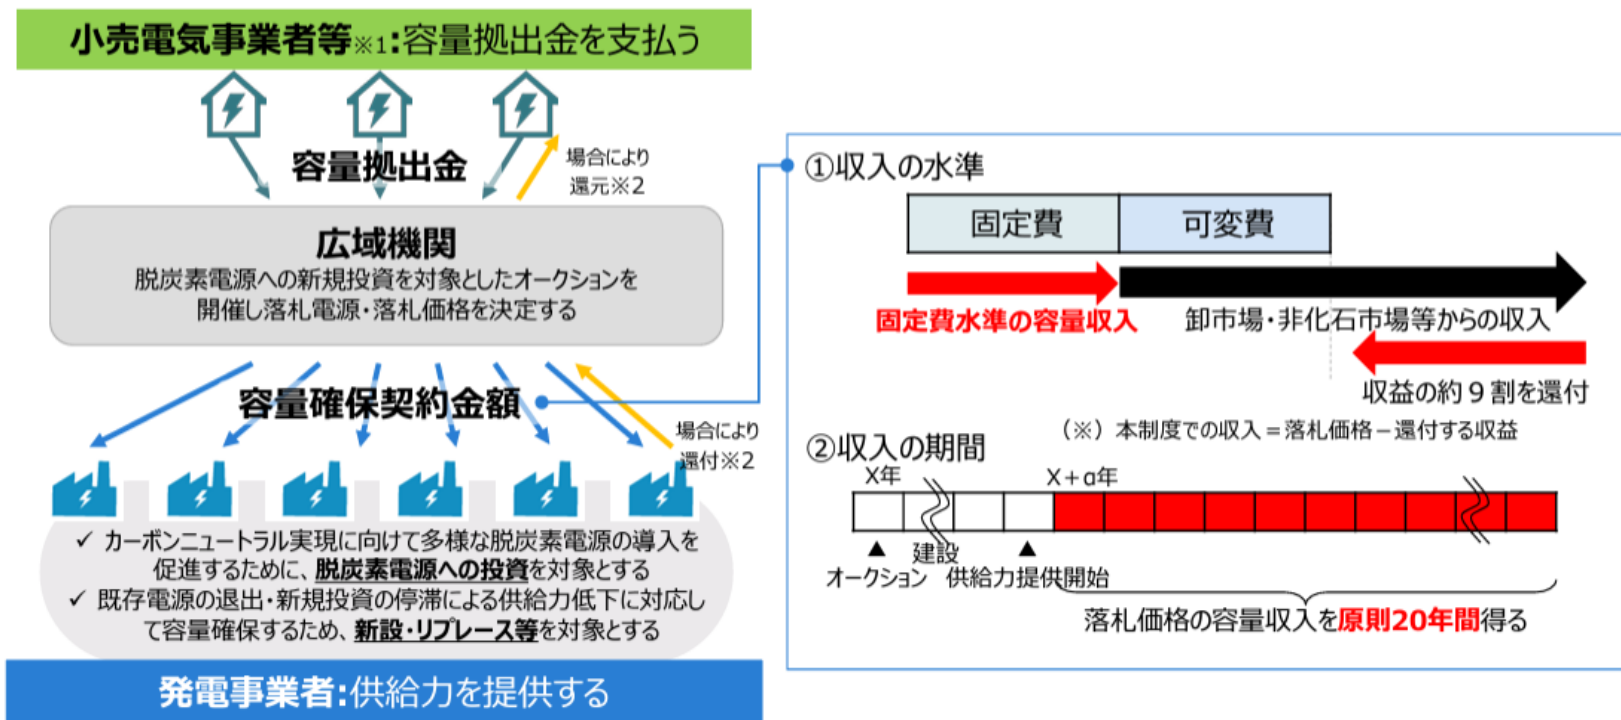 小売電気事業者等※1:容量拠出金を支払う
容量拠出金
場合により
還元※2
広域機関
脱炭素電源への新規投資を対象としたオークションを
開催し落札電源・落札価格を決定する
容量確保契約金額
場合により
還付※2
✓ カーボンニュートラル実現に向けて多様な脱炭素電源の導入を
促進するために、脱炭素電源への投資を対象とする
✓ 既存電源の退出・新規投資の停滞による供給力低下に対応し
て容量確保するため、新設・リプレース等を対象とする
発電事業者:供給力を提供する
①収入の水準
固定費 可変費
固定費水準の容量収入
卸市場・非化石市場等からの収入
収益の約9割を還付
（※）本制度での収入＝落札価格－還付する収益
②収入の期間
X年 X+α年
▲ 建設 ▲
オークション 供給力提供開始
落札価格の容量収入を原則20年間得る